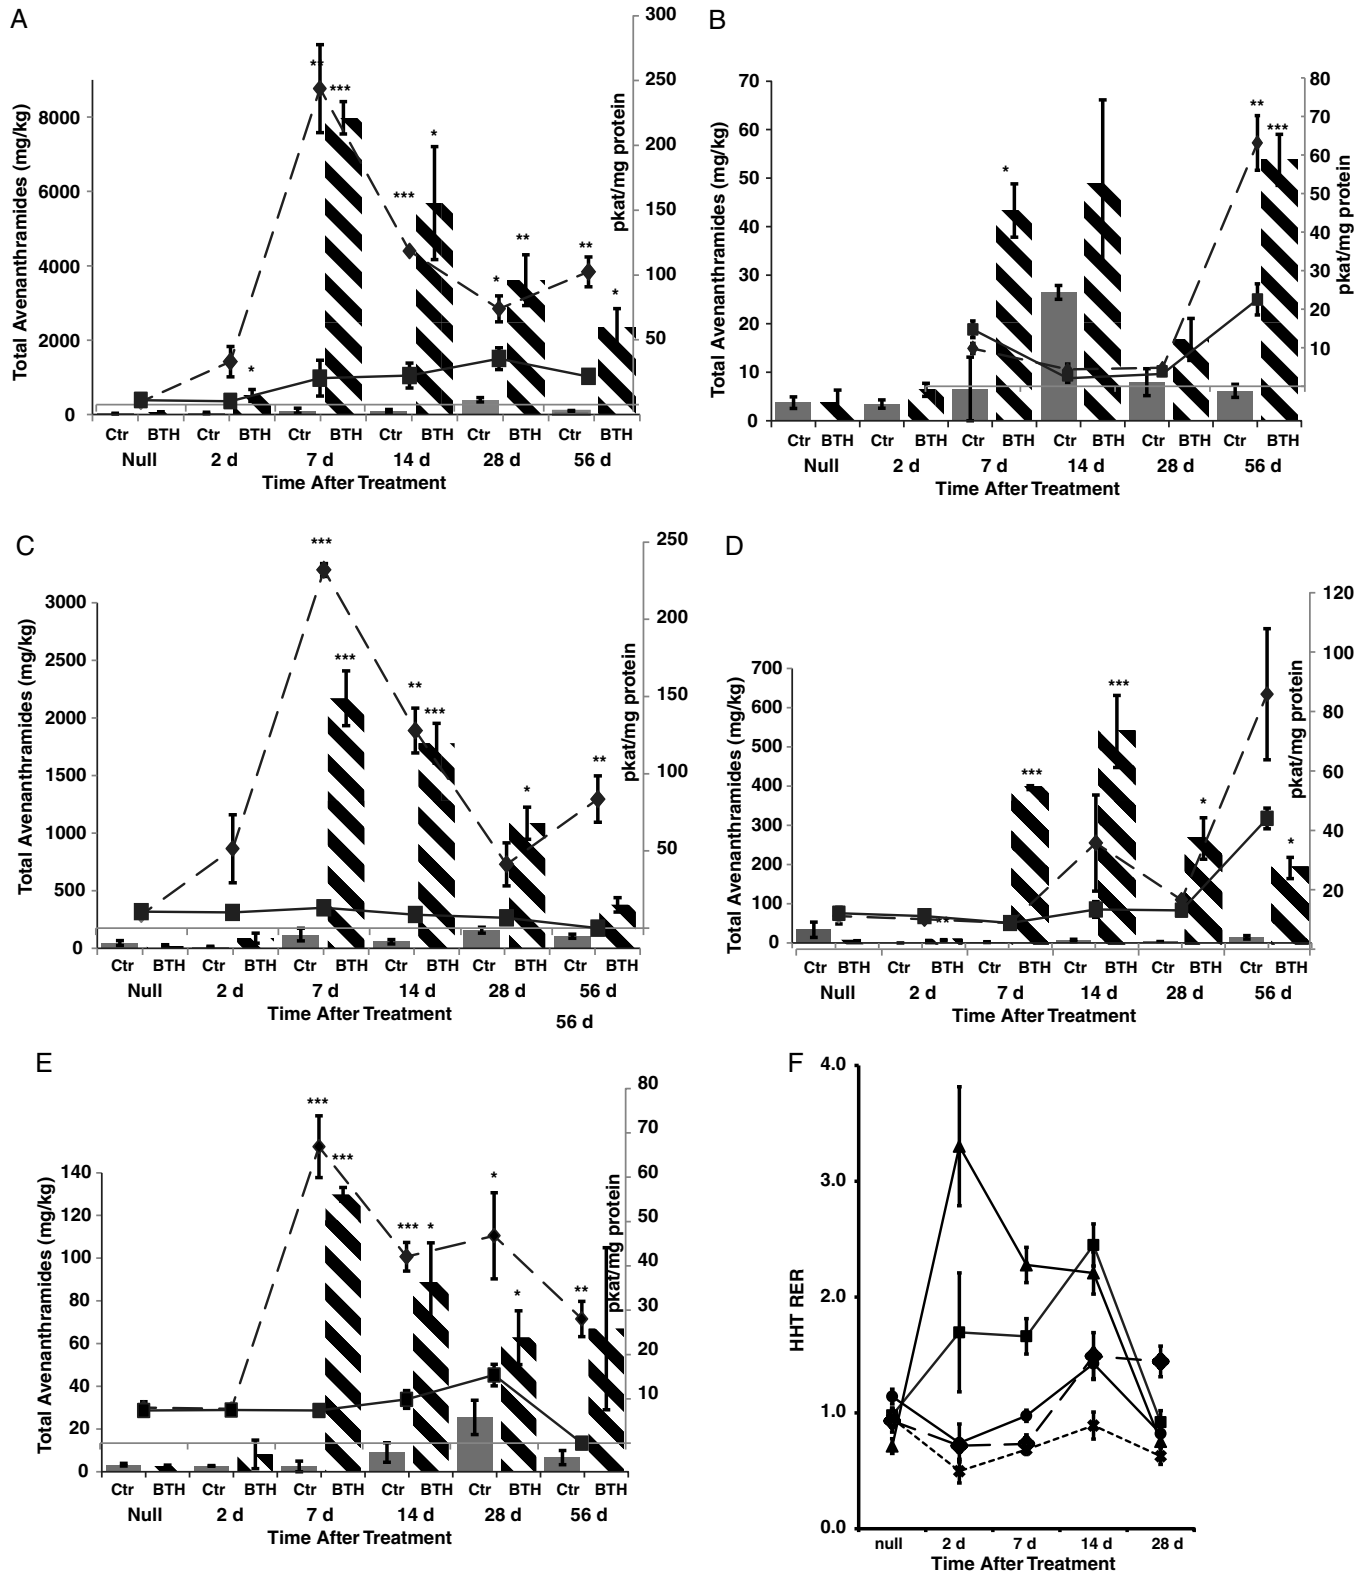 A
300
250
200
150
100
50
pkat/mg protein
Total Avenanthramides (mg/kg)
8000
6000
4000
2000
0
** *** *** * * ** ** * *
Ctr BTH Ctr BTH Ctr BTH Ctr BTH Ctr BTH Ctr BTH
Null 2 d 7 d 14 d 28 d 56 d
Time After Treatment
B
80
70
60
50
40
30
20
10
pkat/mg protein
Total Avenanthramides (mg/kg)
70
60
50
40
30
20
10
0
* ** ***
Ctr BTH Ctr BTH Ctr BTH Ctr BTH Ctr BTH Ctr BTH
Null 2 d 7 d 14 d 28 d 56 d
Time After Treatment
C
250
200
150
100
50
pkat/mg protein
Total Avenanthramides (mg/kg)
3000
2500
2000
1500
1000
500
0
*** *** ** *** * **
Ctr BTH Ctr BTH Ctr BTH Ctr BTH Ctr BTH Ctr BTH
Null 2 d 7 d 14 d 28 d 56 d
Time After Treatment
56 d
D
120
100
80
60
40
20
0
pkat/mg protein
Total Avenanthramides (mg/kg)
700
600
500
400
300
200
100
0
*** *** * *
Ctr BTH Ctr BTH Ctr BTH Ctr BTH Ctr BTH Ctr BTH
Null 2 d 7 d 14 d 28 d 56 d
Time After Treatment
E
80
70
60
50
40
30
20
10
pkat/mg protein
Total Avenanthramides (mg/kg)
140
120
100
80
60
40
20
0
*** *** *** * * * **
Ctr BTH Ctr BTH Ctr BTH Ctr BTH Ctr BTH Ctr BTH
Null 2 d 7 d 14 d 28 d 56 d
Time After Treatment
F
HHT RER
4.0
3.0
2.0
1.0
0.0
null 2 d 7 d 14 d 28 d
Time After Treatment